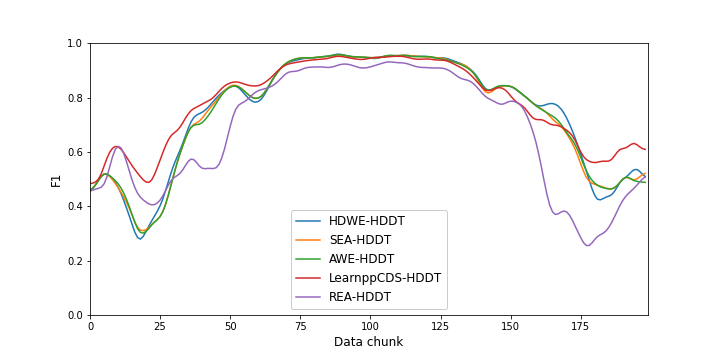 1.0
0.8
0.6
0.4
0.2
0.0
F1
0 25 50 75 100 125 150 175
Data chunk
HDWE-HDDT
SEA-HDDT
AWE-HDDT
LearnppCDS-HDDT
REA-HDDT